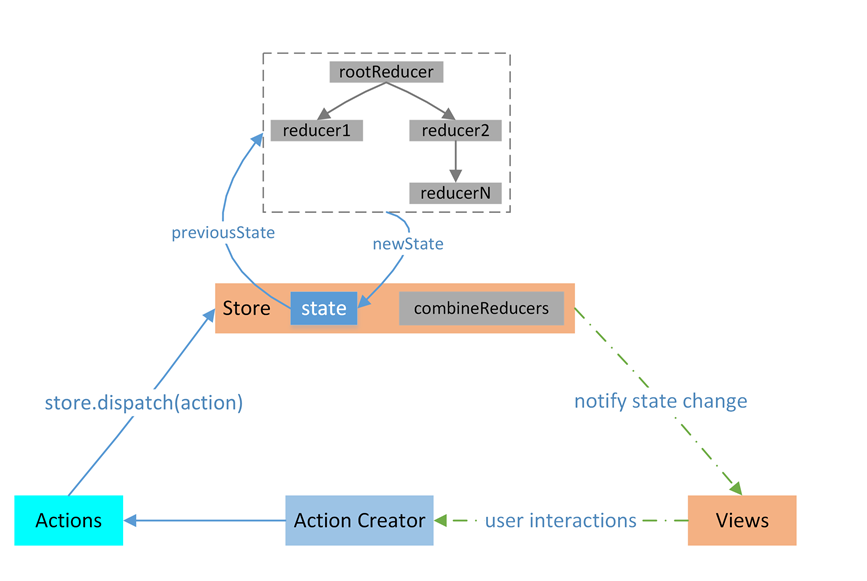 rootReducer
reducer1
reducer2
reducerN
previousState
newState
Store
state
combineReducers
store.dispatch(action)
notify state change
Actions
Action Creator
user interactions
Views